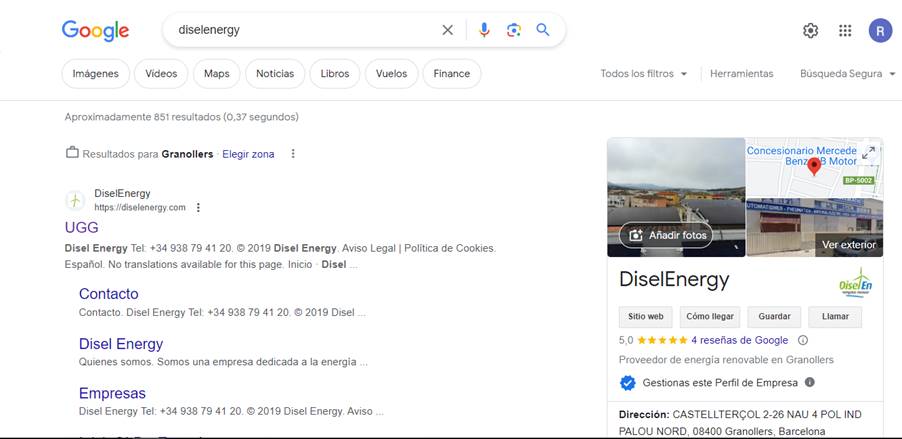 Google
diselenergy
R
Imágenes
Vídeos
Maps
Noticias
Libros
Vuelos
Finance
Todos los filtros
Herramientas
Búsqueda Segura
Aproximadamente 851 resultados (0,37 segundos)
Resultados para Granollers · Elegir zona
DiselEnergy
https://diselenergy.com
UGG
Disel Energy Tel: +34 938 79 41 20. © 2019 Disel Energy. Aviso Legal | Política de Cookies.
Español. No translations available for this page. Inicio · Disel ...
Contacto
Contacto. Disel Energy Tel: +34 938 79 41 20. © 2019 Disel ...
Disel Energy
Quienes somos. Somos una empresa dedicada a la energía ...
Empresas
Disel Energy Tel: +34 938 79 41 20. © 2019 Disel Energy. Aviso ...
Añadir fotos
Concesionario Mercede
Benz
B Motor
BP-5002
Ver exterior
DiselEnergy
DiselEn
Sitio web
Cómo llegar
Guardar
Llamar
5,0 4 reseñas de Google
Proveedor de energía renovable en Granollers
Gestionas este Perfil de Empresa
Dirección: CASTELLTERÇOL 2-26 NAU 4 POL IND
PALOU NORD, 08400 Granollers, Barcelona